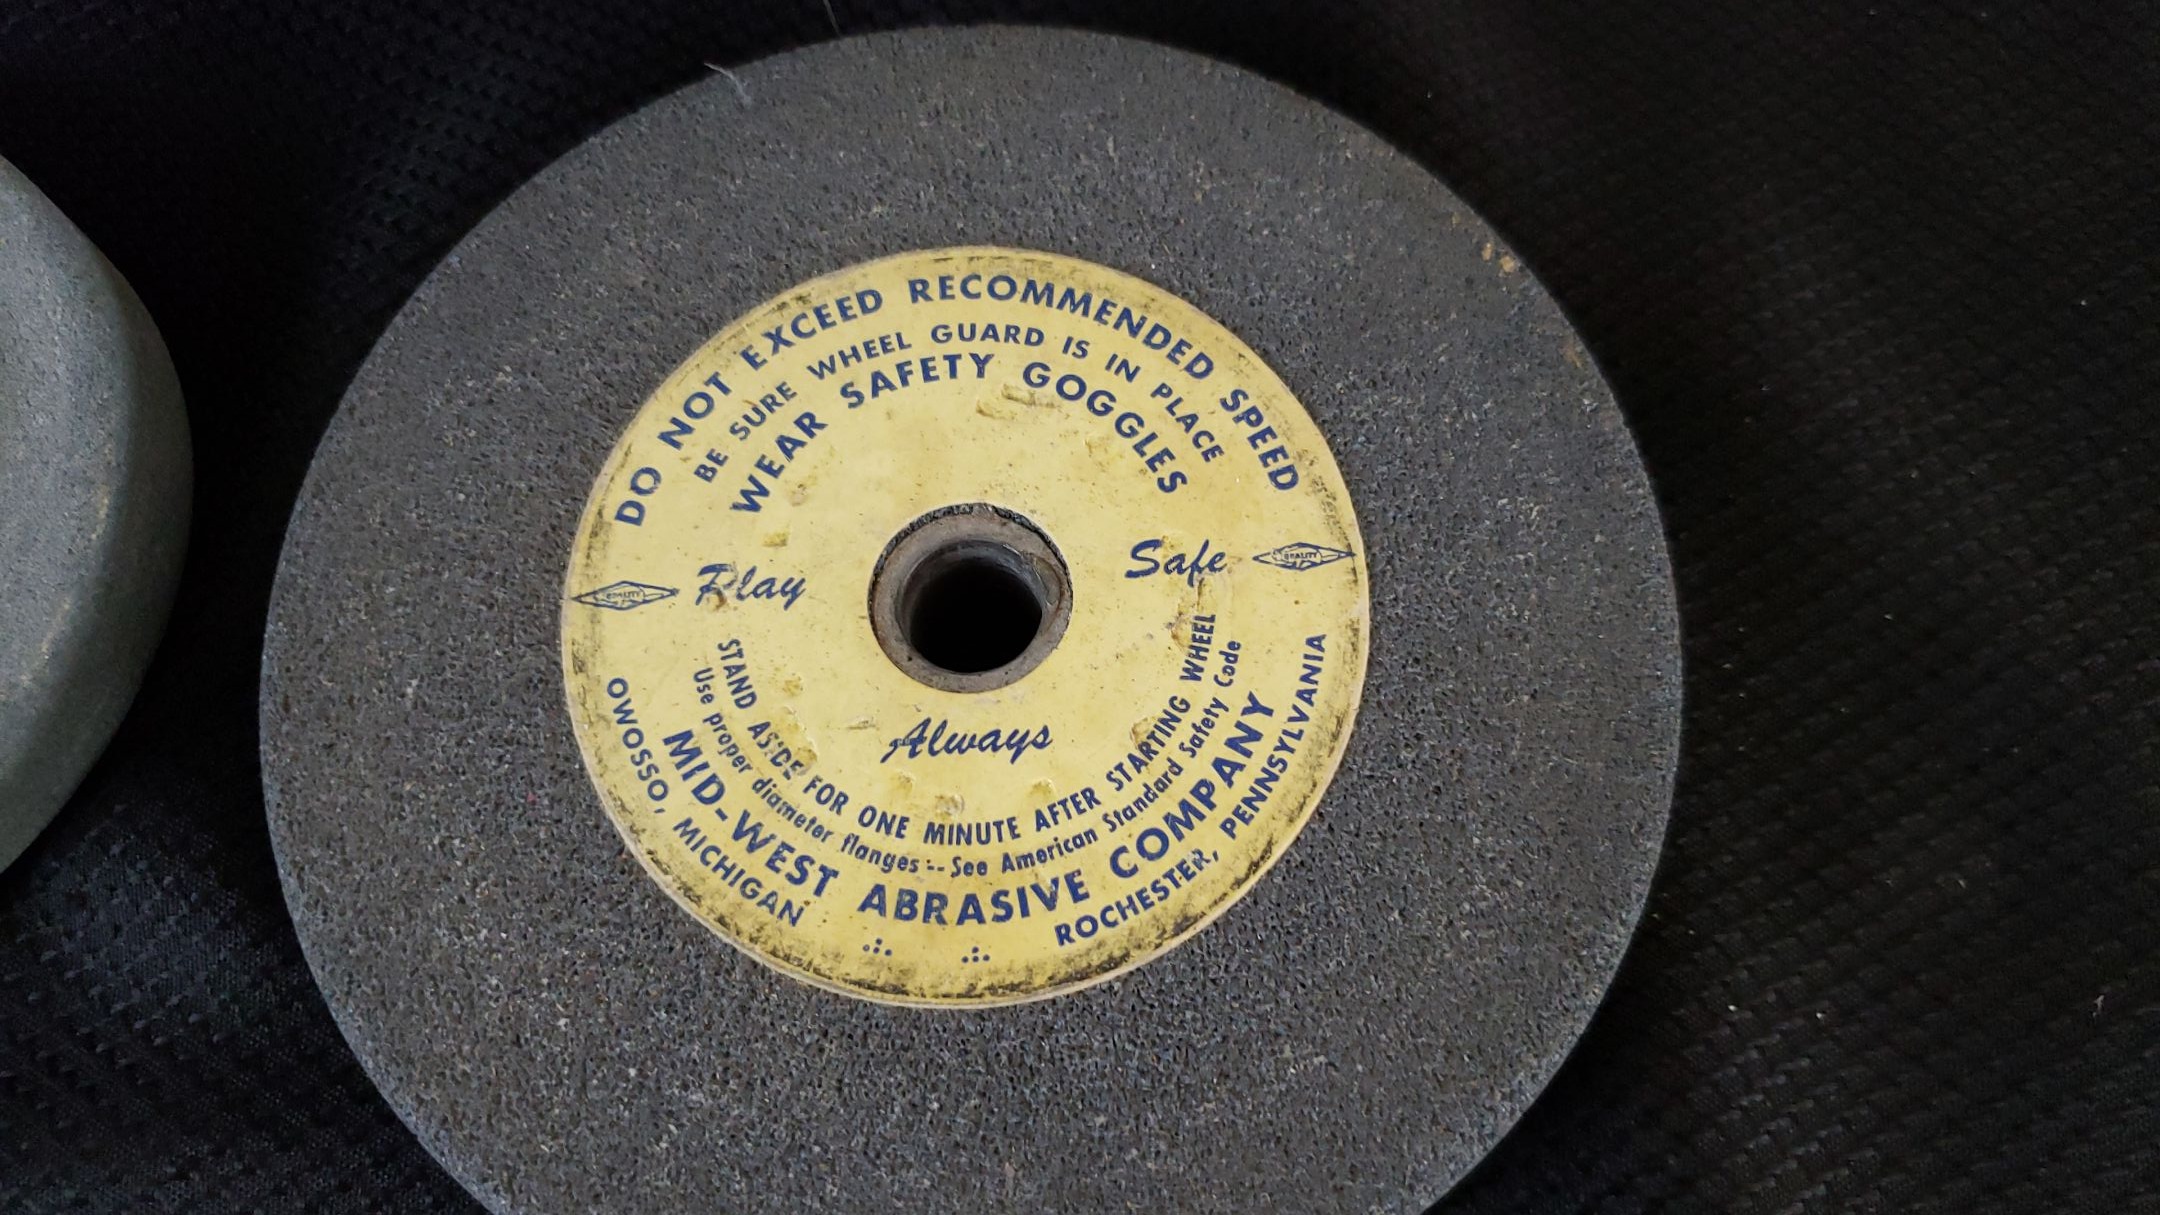 DO NOT EXCEED RECOMMENDED SPEED
BE SURE WHEEL GUARD IS IN PLACE
WEAR SAFETY GOGGLES
QUALITY Play Safe QUALITY
Always
STAND ASIDE FOR ONE MINUTE AFTER STARTING WHEEL
Use proper diameter flanges -:- See American Standard Safety Code
MID-WEST ABRASIVE COMPANY
OWOSSO, MICHIGAN ROCHESTER, PENNSYLVANIA